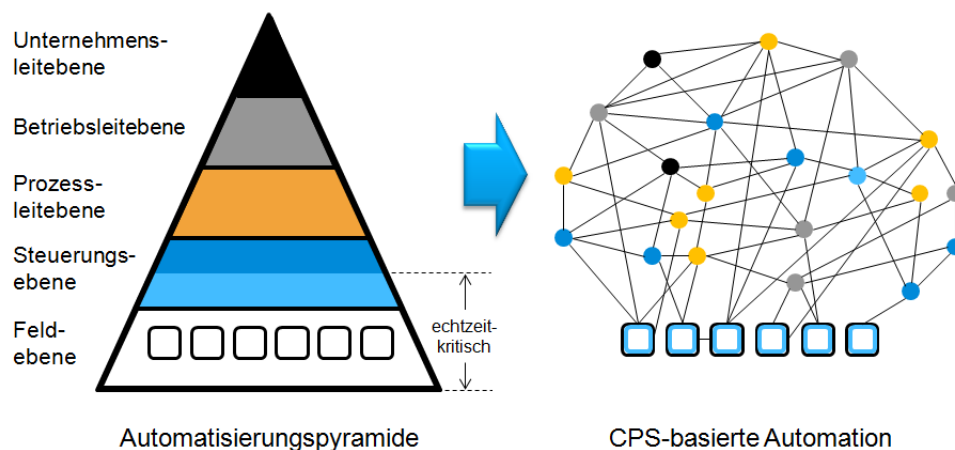 Unternehmens-
leitebene
Betriebsleitebene
Prozess-
leitebene
Steuerungs-
ebene
Feld-
ebene
echtzeit-
kritisch
Automatisierungspyramide
CPS-basierte Automation